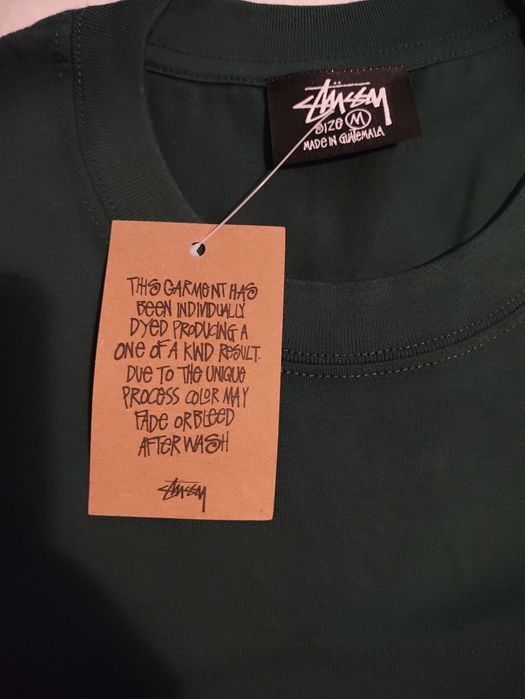 STÜSSY
SIZE M
MADE IN GUATEMALA
THIS GARMENT HAS
BEEN INDIVIDUALLY
DYED PRODUCING A
ONE OF A KIND RESULT.
DUE TO THE UNIQUE
PROCESS COLOR MAY
FADE OR BLEED
AFTER WASH
STÜSSY